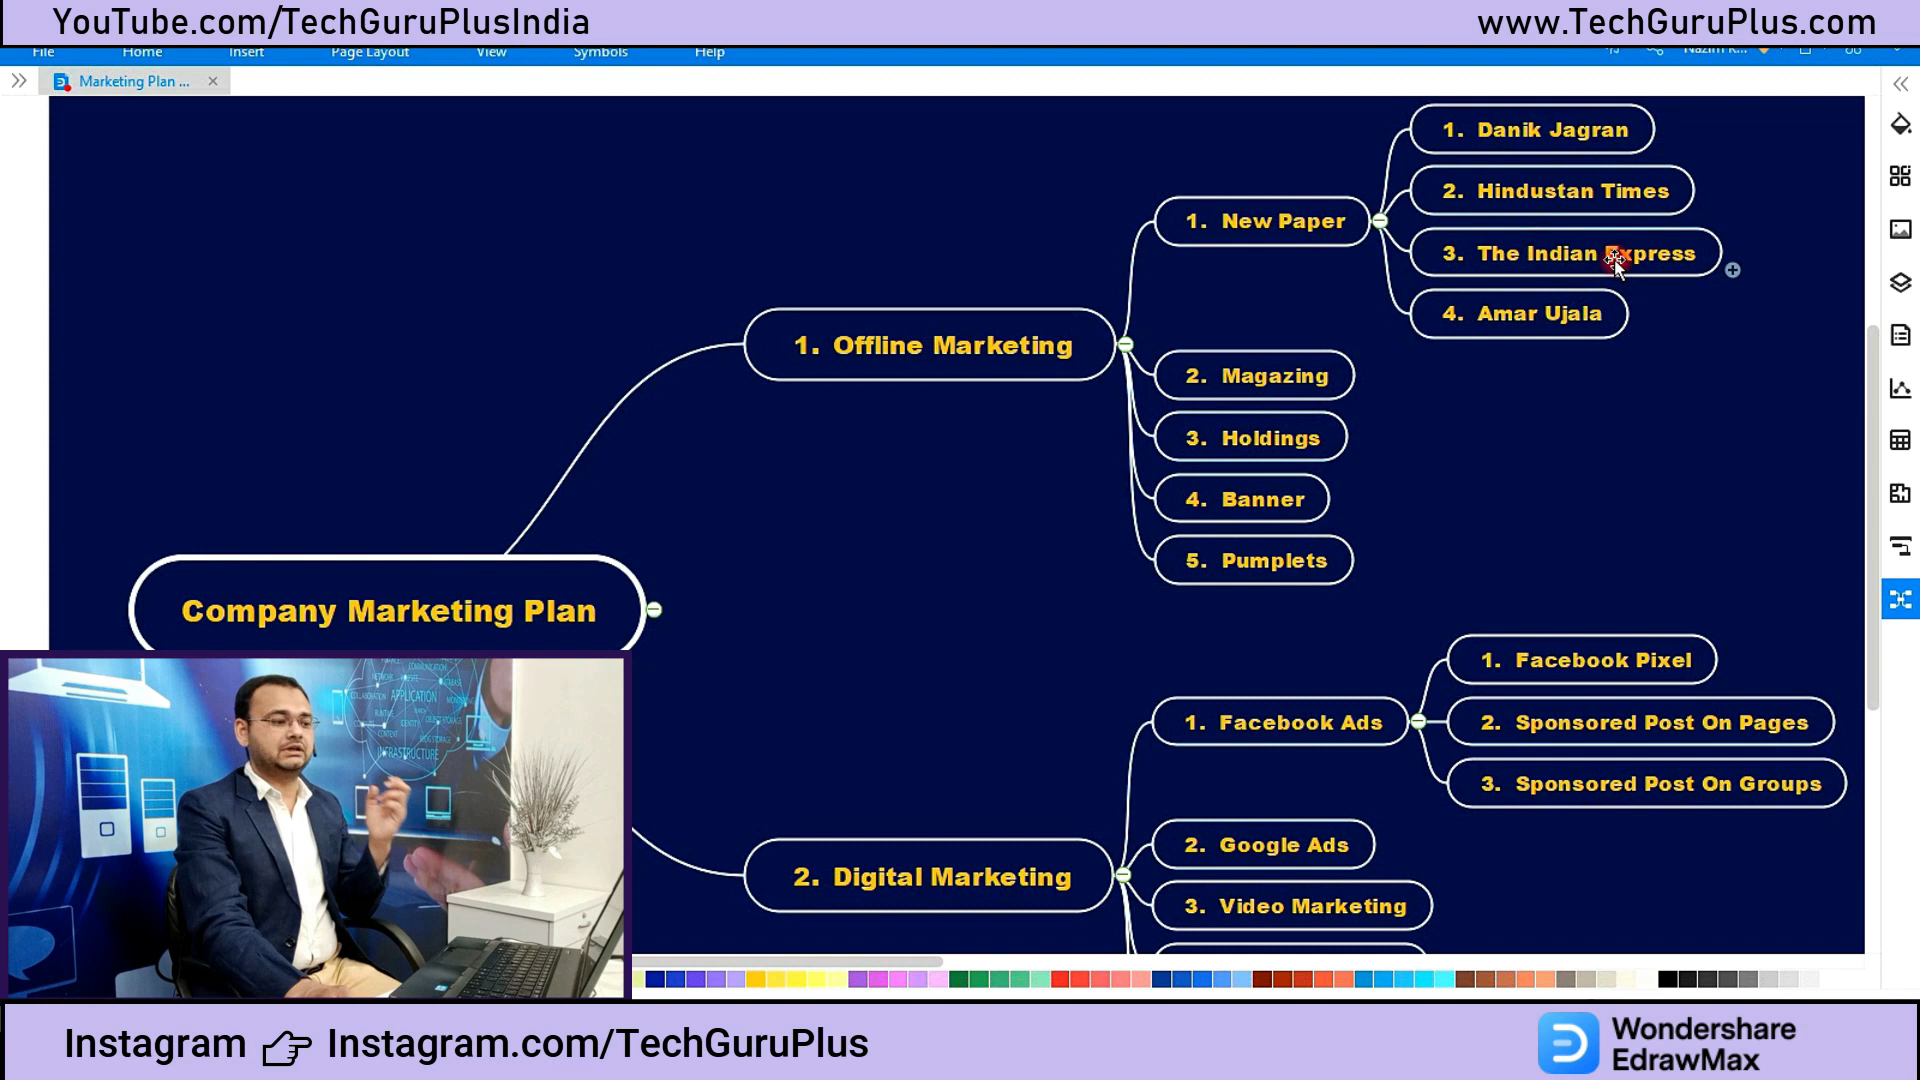 YouTube.com/TechGuruPlusIndia
www.TechGuruPlus.com
File Home Insert Page Layout View Symbols Help
Marketing Plan ...
1. Danik Jagran
2. Hindustan Times
1. New Paper
3. The Indian Express
4. Amar Ujala
1. Offline Marketing
2. Magazing
3. Holdings
4. Banner
5. Pumplets
Company Marketing Plan
1. Facebook Pixel
1. Facebook Ads
2. Sponsored Post On Pages
3. Sponsored Post On Groups
2. Google Ads
2. Digital Marketing
3. Video Marketing
APPLICATION
INFRASTRUCTURE
Instagram Instagram.com/TechGuruPlus
Wondershare
EdrawMax